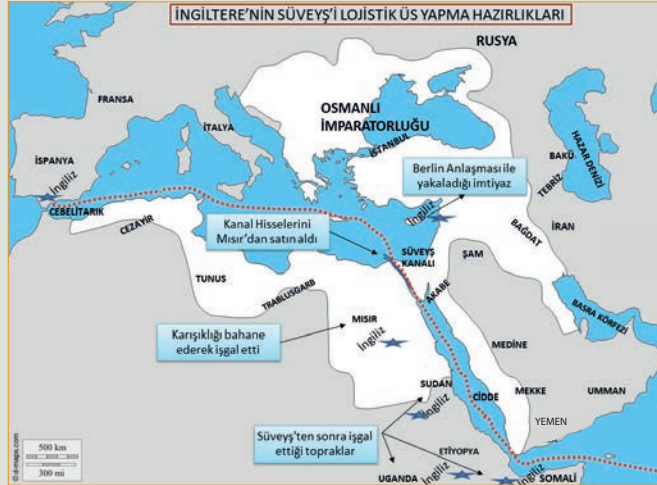 İNGİLTERE'NİN SÜVEYŞ'İ LOJİSTİK ÜS YAPMA HAZIRLIKLARI
RUSYA
FRANSA
OSMANLI
İMPARATORLUĞU
İTALYA
İSTANBUL
HAZAR DENİZİ
BAKÜ
İSPANYA
Berlin Anlaşması ile
yakaladığı imtiyaz
TEBRİZ
İngiliz
CEBELİTARIK
İngiliz
CEZAYİR
Kanal Hisselerini
Mısır'dan satın aldı
SÜVEYŞ
KANALI
BAĞDAT
İRAN
ŞAM
TUNUS
TRABLUSGARB
AKABE
BASRA KÖRFEZİ
MISIR
İngiliz
Karışıklığı bahane
ederek işgal etti
MEDİNE
SUDAN
CİDDE
MEKKE
UMMAN
İngiliz
YEMEN
Süveyş'ten sonra işgal
ettiği topraklar
500 km
300 mi
ETİYOPYA
UGANDA
İngiliz
İngiliz
SOMALİ
© d-maps.com